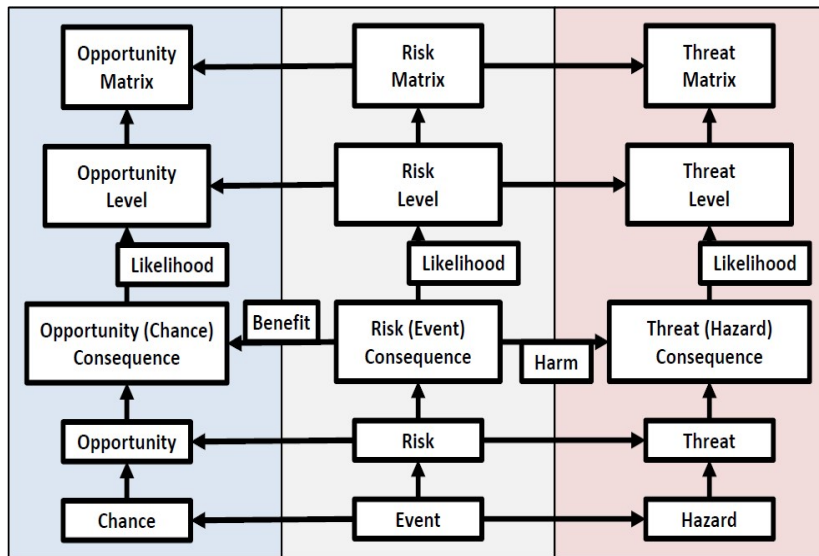 Opportunity
Matrix
Risk
Matrix
Threat
Matrix
Opportunity
Level
Risk
Level
Threat
Level
Likelihood
Likelihood
Likelihood
Opportunity (Chance)
Consequence
Benefit
Risk (Event)
Consequence
Harm
Threat (Hazard)
Consequence
Opportunity
Risk
Threat
Chance
Event
Hazard